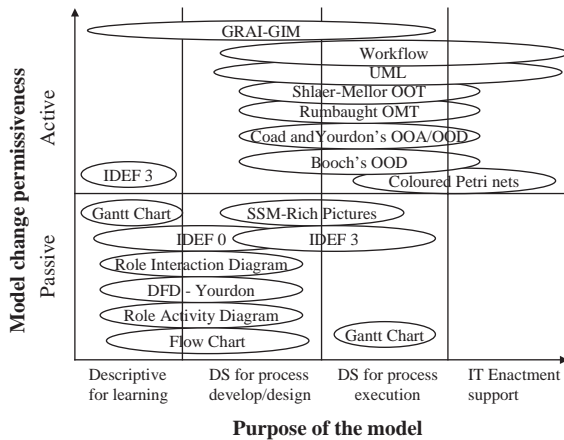 Model change permissiveness
Active
Passive
GRAI-GIM
Workflow
UML
Shlaer-Mellor OOT
Rumbaught OMT
Coad andYourdon's OOA/OOD
Booch's OOD
IDEF 3
Coloured Petri nets
Gantt Chart
SSM-Rich Pictures
IDEF 0
IDEF 3
Role Interaction Diagram
DFD - Yourdon
Role Activity Diagram
Flow Chart
Gantt Chart
Descriptive
for learning
DS for process
develop/design
DS for process
execution
IT Enactment
support
Purpose of the model